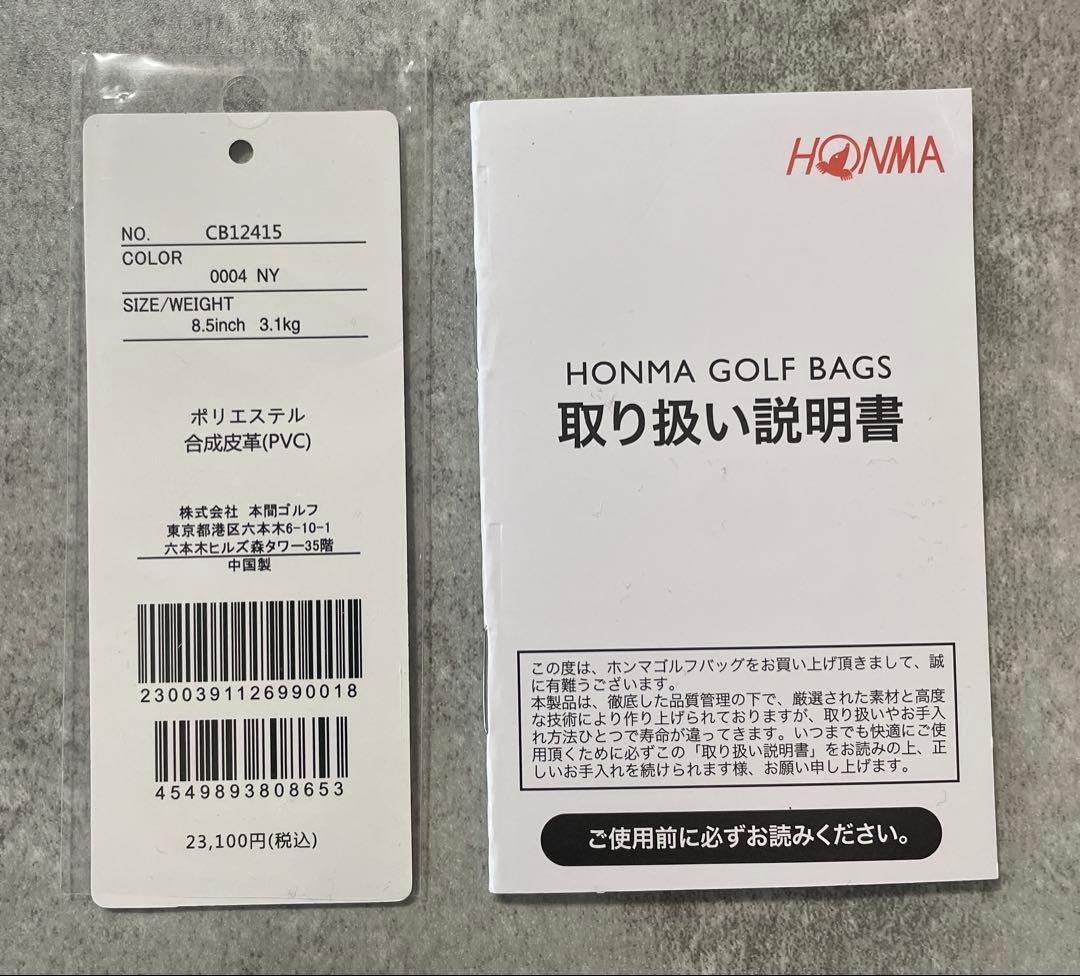 NO. CB12415
COLOR
0004 NY
SIZE/WEIGHT
8.5inch 3.1kg
ポリエステル
合成皮革(PVC)
株式会社 本間ゴルフ
東京都港区六本木6-10-1
六本木ヒルズ森タワー35階
中国製
2300391126990018
4549893808653
23,100円(税込)
HONMA
HONMA GOLF BAGS
取り扱い説明書
この度は、ホンマゴルフバッグをお買い上げ頂きまして、誠
に有難うございます。
本製品は、徹底した品質管理の下で、厳選された素材と高度
な技術により作り上げられておりますが、取り扱いやお手入
れ方法ひとつで寿命が違ってきます。いつまでも快適にご使
用頂くために必ずこの「取り扱い説明書」をお読みの上、正
しいお手入れを続けられます様、お願い申し上げます。
ご使用前に必ずお読みください。